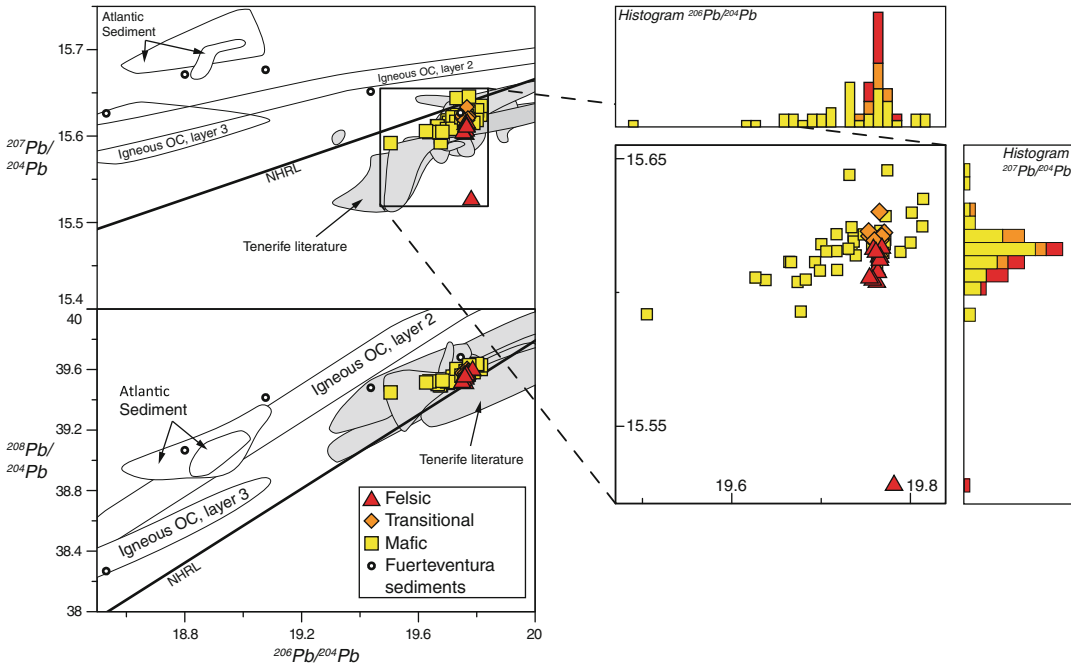 Atlantic
Sediment
15.7
15.6
15.5
15.4
207Pb/
204Pb
Igneous OC, layer 2
Igneous OC, layer 3
NHRL
Tenerife literature
40
39.6
39.2
38.8
38.4
38
208Pb/
204Pb
Igneous OC, layer 2
Atlantic
Sediment
Igneous OC, layer 3
NHRL
Tenerife literature
Felsic
Transitional
Mafic
Fuerteventura
sediments
18.8
19.2
19.6
20
206Pb/204Pb
Histogram 206Pb/204Pb
15.65
15.55
19.6
19.8
Histogram
207Pb/204Pb